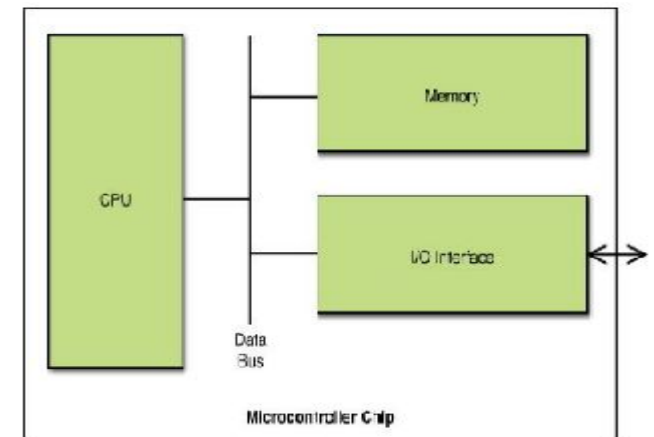 Memory
CPU
I/O Interface
Data
Bus
Microcontroller Chip